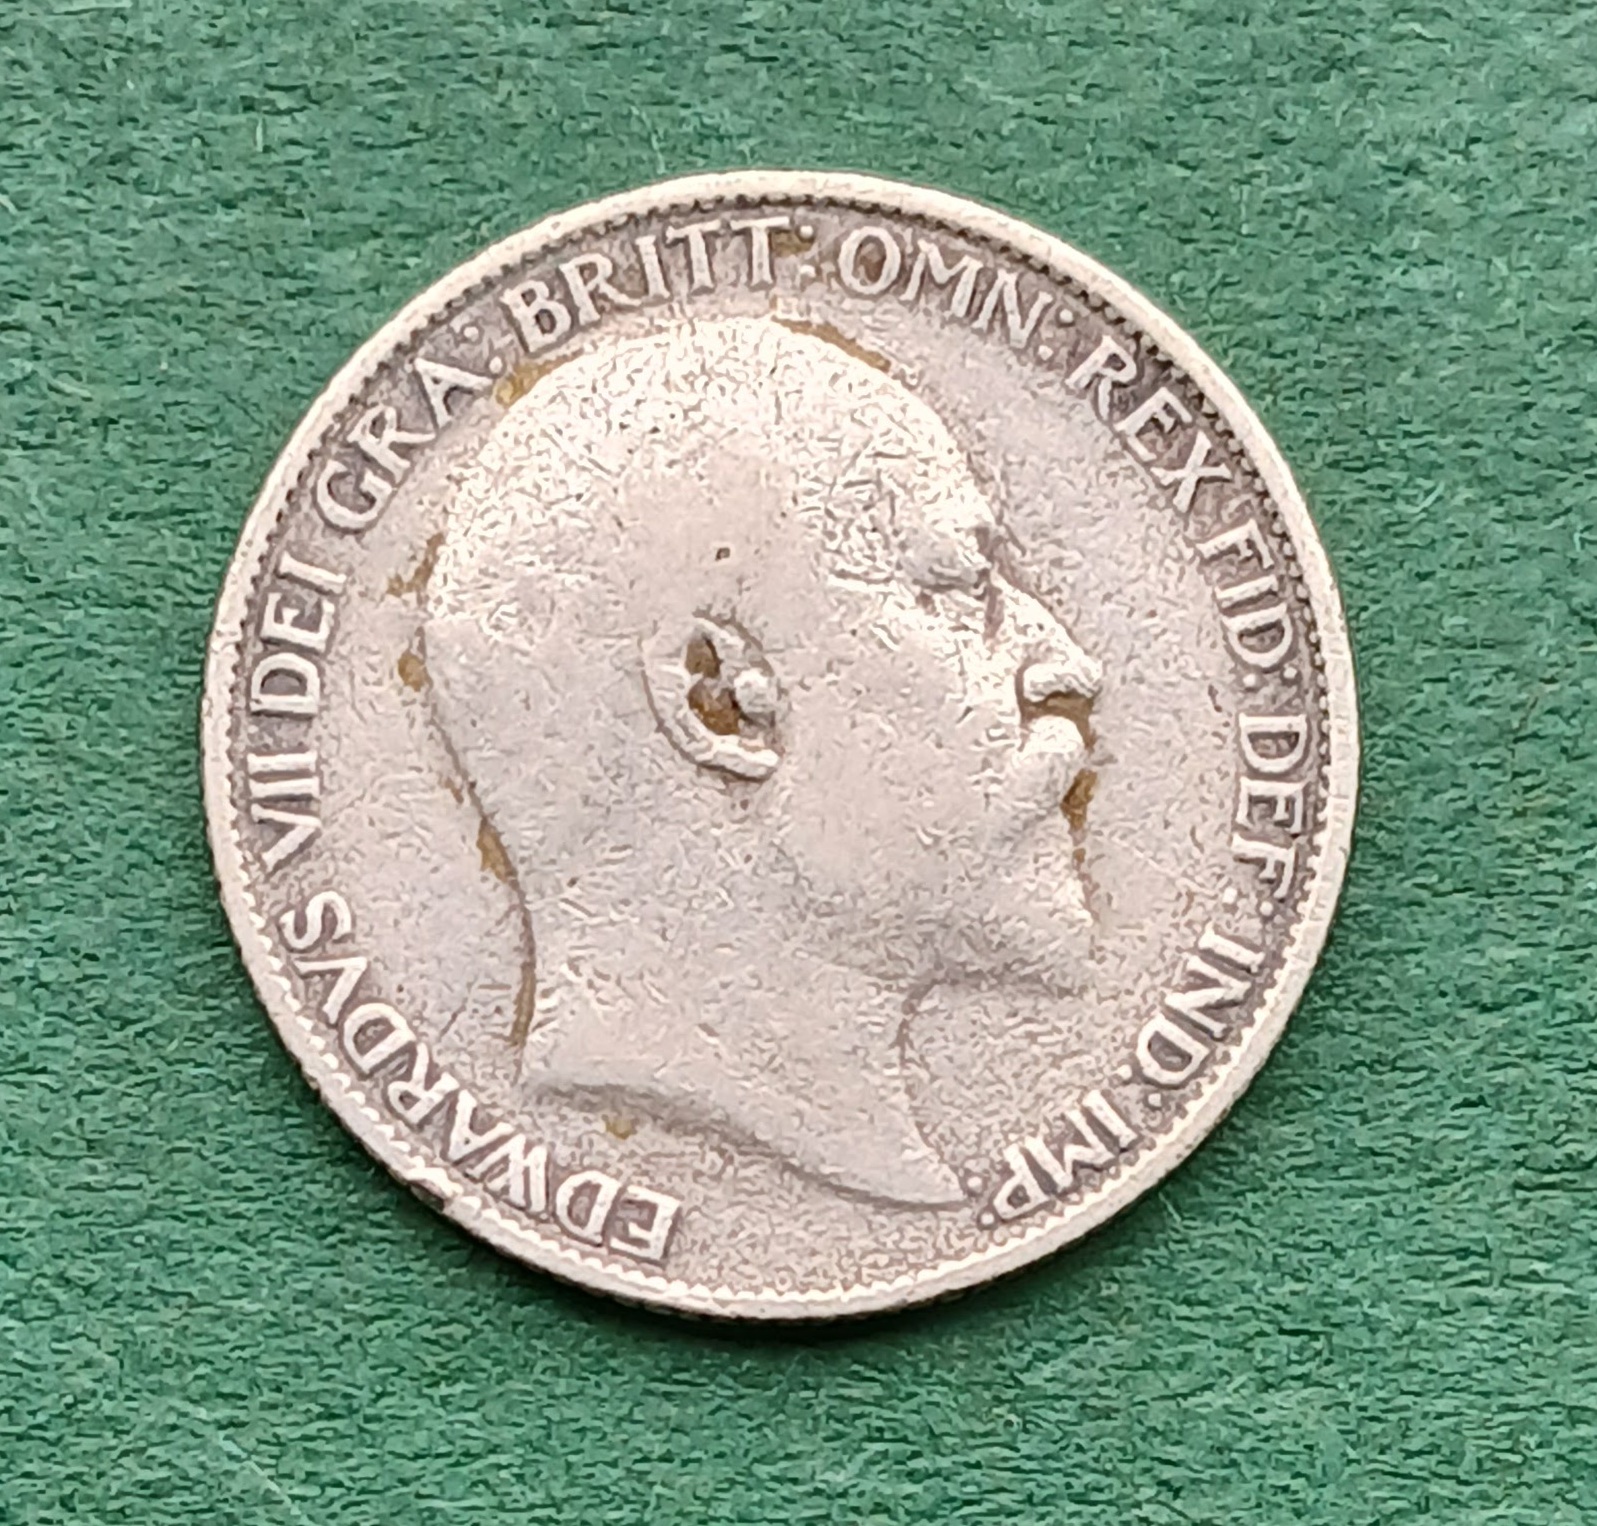 EDWARDVS VII DEI GRA: BRITT: OMN: REX FID: DEF: IND: IMP: